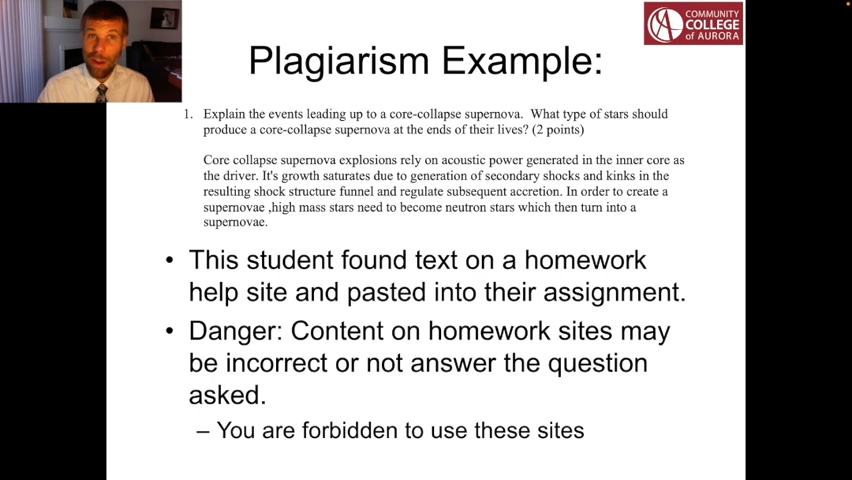 COMMUNITY
COLLEGE
of AURORA
Plagiarism Example:
1. Explain the events leading up to a core-collapse supernova. What type of stars should
produce a core-collapse supernova at the ends of their lives? (2 points)
Core collapse supernova explosions rely on acoustic power generated in the inner core as
the driver. It's growth saturates due to generation of secondary shocks and kinks in the
resulting shock structure funnel and regulate subsequent accretion. In order to create a
supernovae ,high mass stars need to become neutron stars which then turn into a
supernovae.
• This student found text on a homework
help site and pasted into their assignment.
• Danger: Content on homework sites may
be incorrect or not answer the question
asked.
– You are forbidden to use these sites